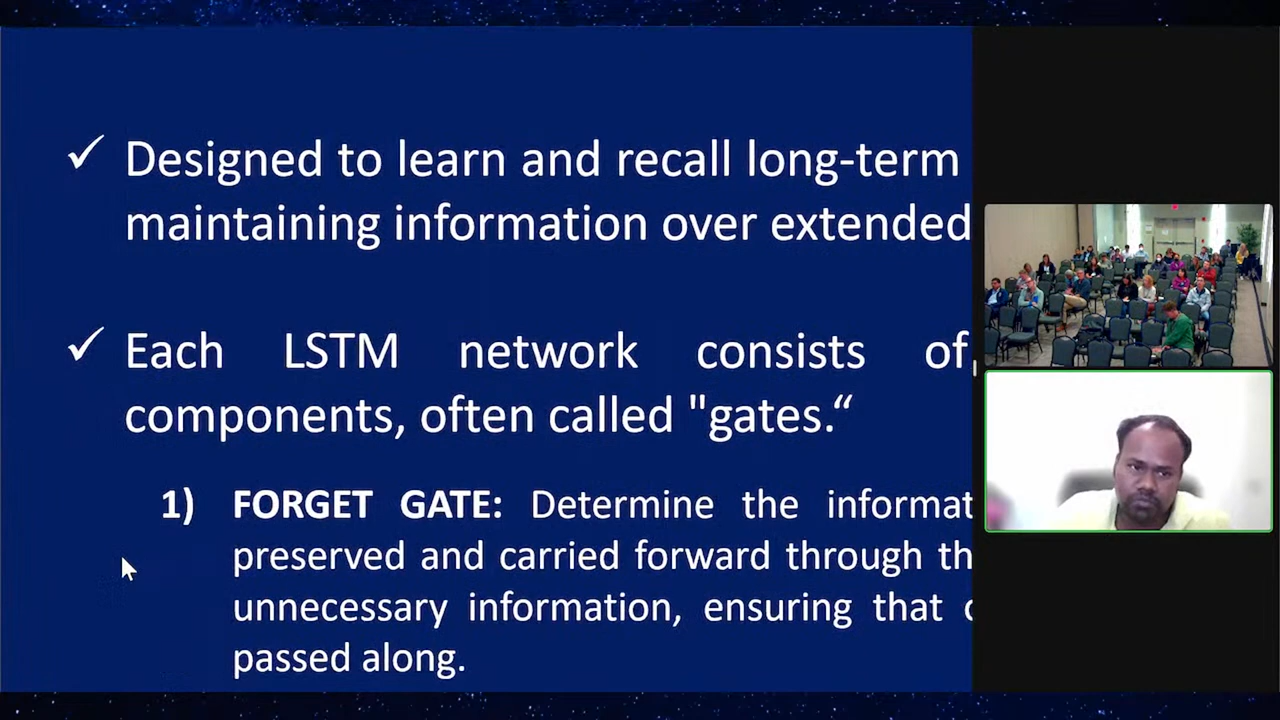 ✓ Designed to learn and recall long-term
maintaining information over extended
✓ Each LSTM network consists of
components, often called "gates.“
1) FORGET GATE: Determine the informat
preserved and carried forward through th
unnecessary information, ensuring that
passed along.